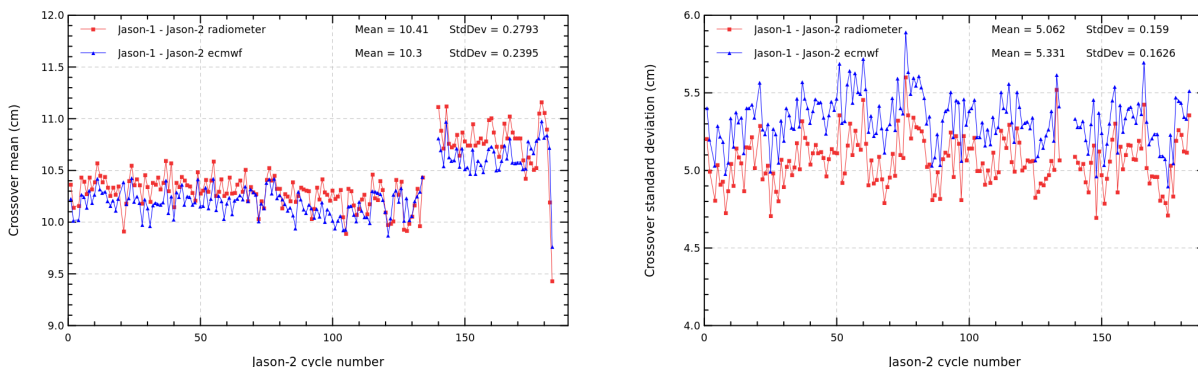 12.0
11.5
11.0
10.5
10.0
9.5
9.0
Crossover mean (cm)
Jason-1 - Jason-2 radiometer Mean = 10.41 StdDev = 0.2793
Jason-1 - Jason-2 ecmwf Mean = 10.3 StdDev = 0.2395
0 50 100 150
Jason-2 cycle number
6.0
5.5
5.0
4.5
4.0
Crossover standard deviation (cm)
Jason-1 - Jason-2 radiometer Mean = 5.062 StdDev = 0.159
Jason-1 - Jason-2 ecmwf Mean = 5.331 StdDev = 0.1626
0 50 100 150
Jason-2 cycle number